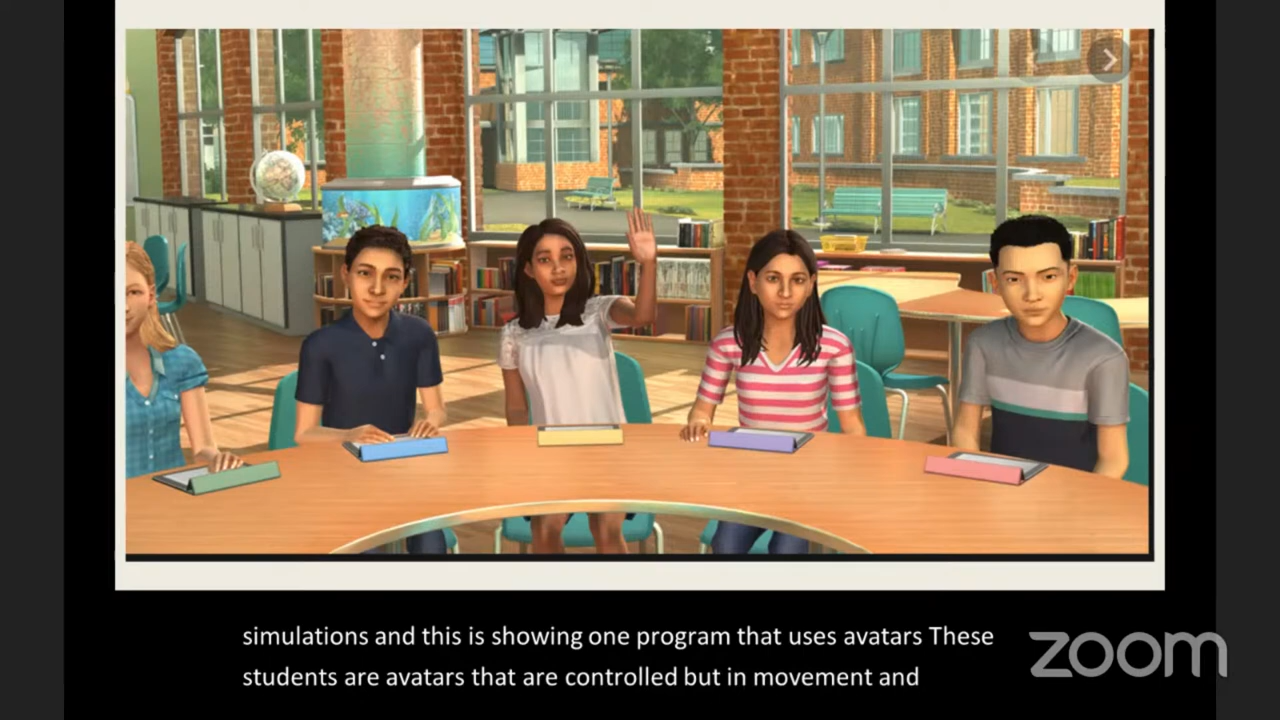 simulations and this is showing one program that uses avatars These
students are avatars that are controlled but in movement and
zoom